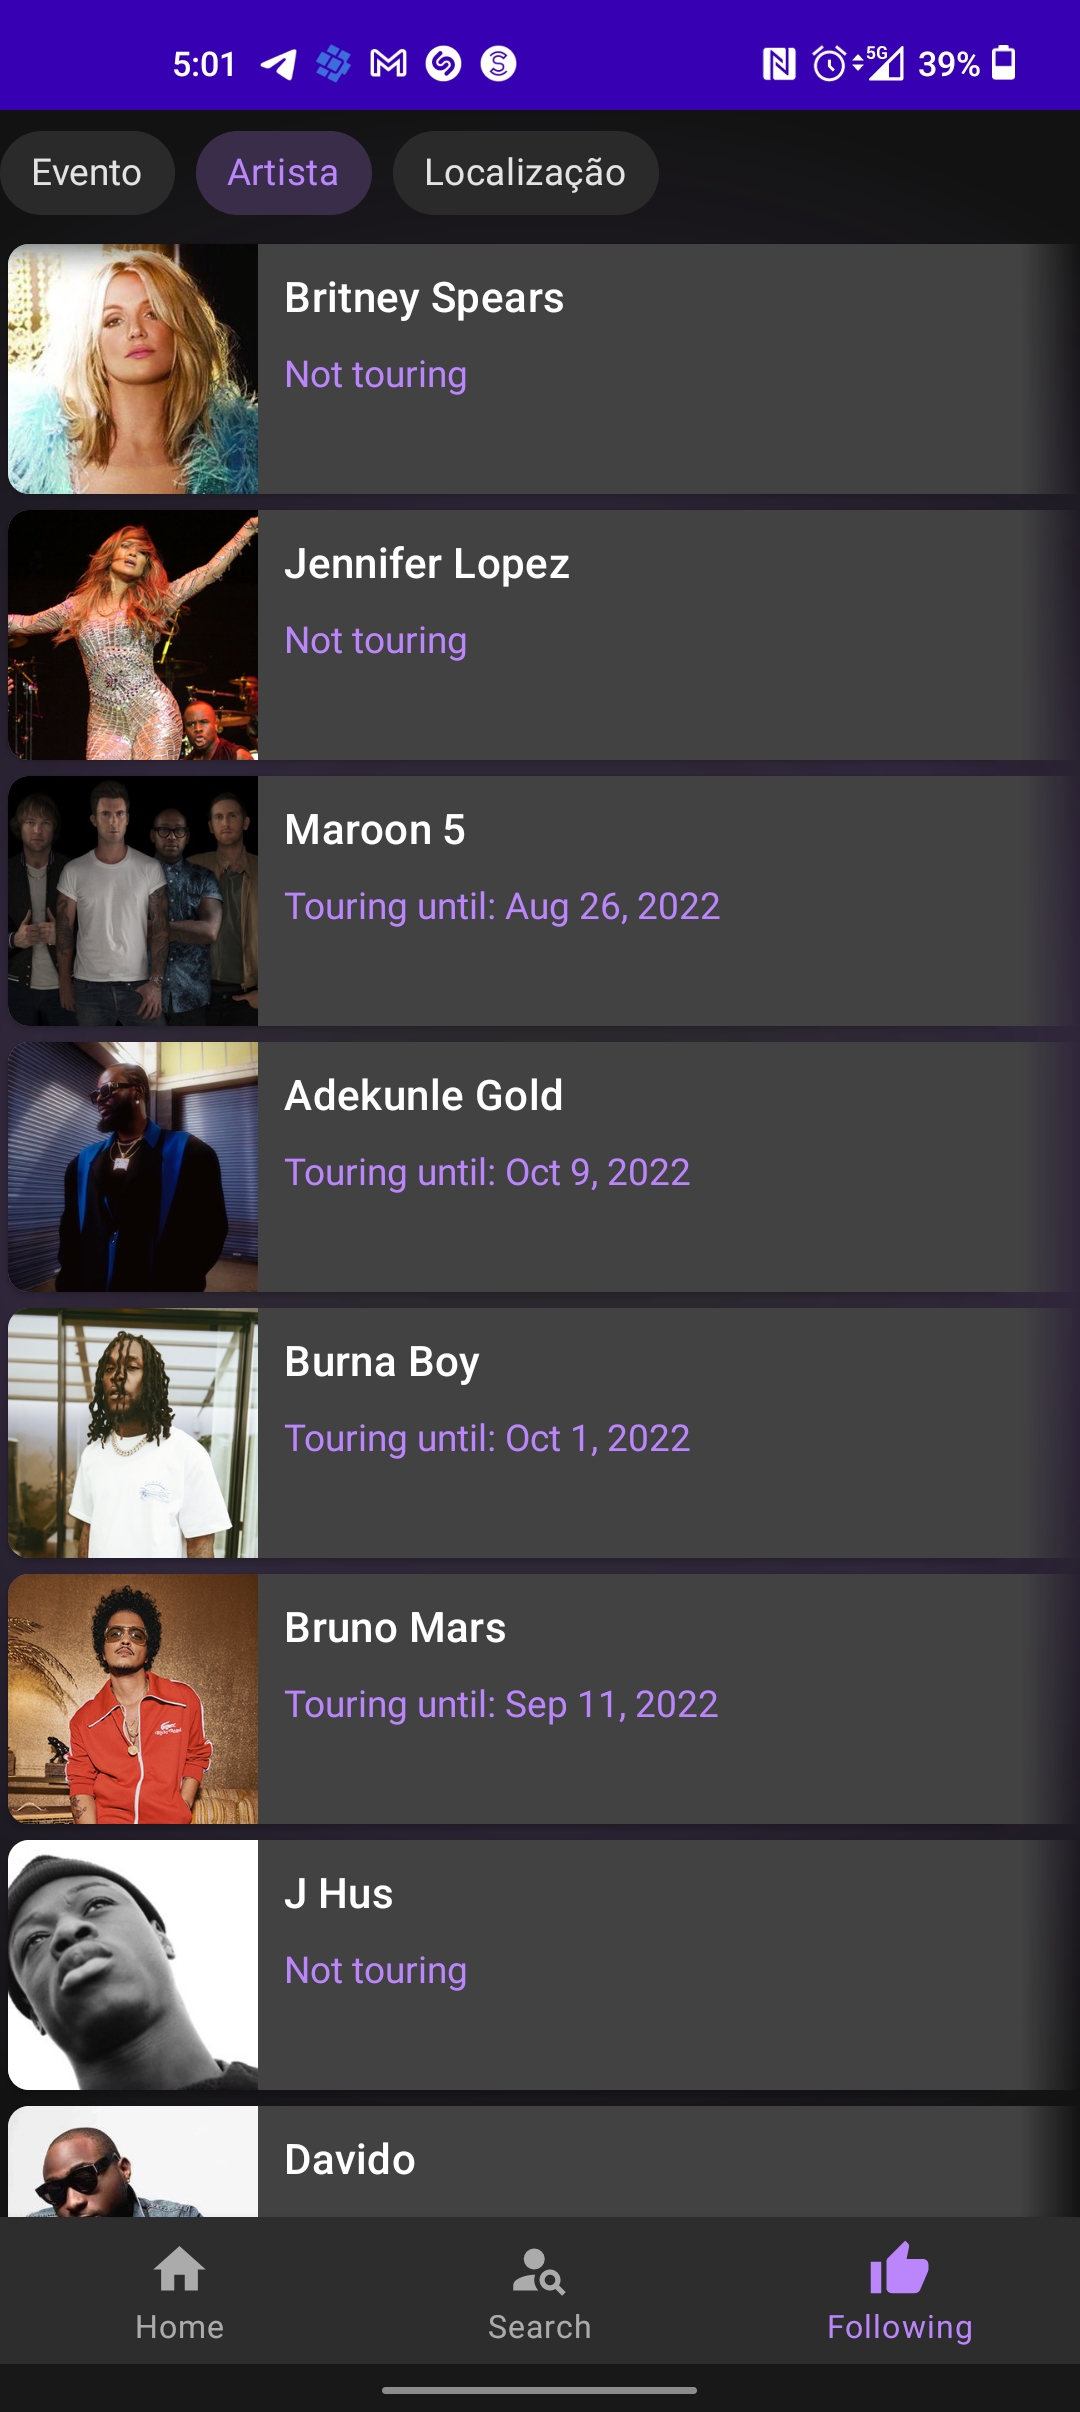 5:01 5G 39%
Evento Artista Localização
Britney Spears
Not touring
Jennifer Lopez
Not touring
Maroon 5
Touring until: Aug 26, 2022
Adekunle Gold
Touring until: Oct 9, 2022
Burna Boy
Touring until: Oct 1, 2022
Bruno Mars
Touring until: Sep 11, 2022
J Hus
Not touring
Davido
Home Search Following